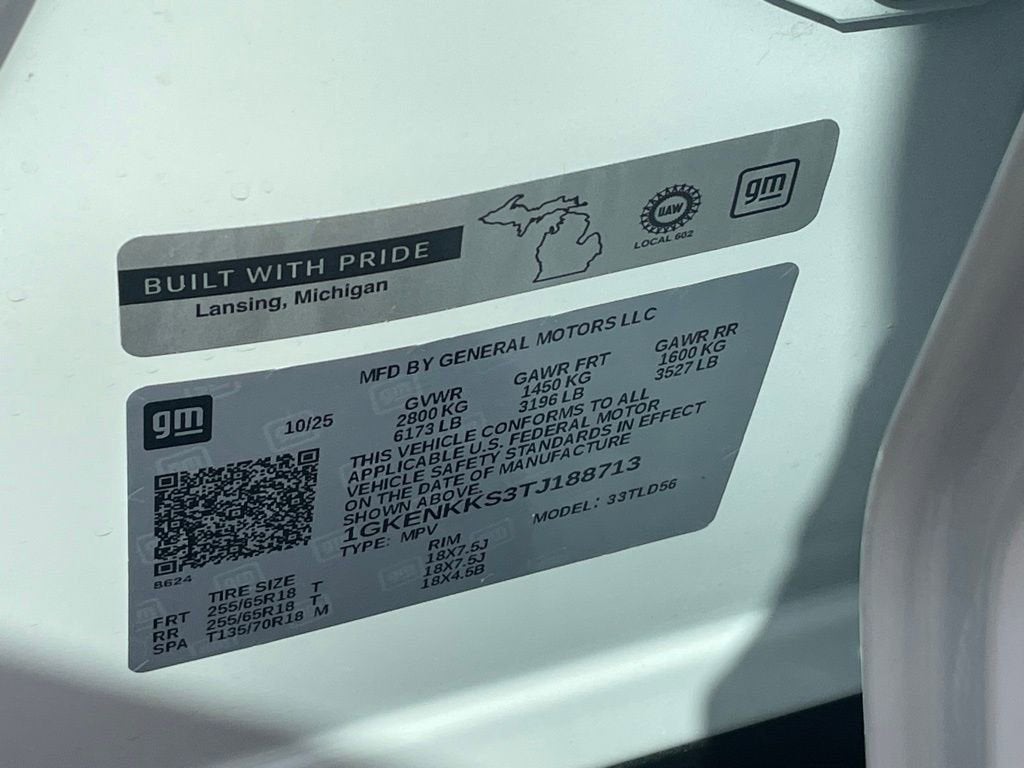 BUILT WITH PRIDE
Lansing, Michigan
UAW
LOCAL 602
gm
MFD BY GENERAL MOTORS LLC
gm
10/25
GVWR
2800 KG
6173 LB
GAWR FRT
1450 KG
3196 LB
GAWR RR
1600 KG
3527 LB
THIS VEHICLE CONFORMS TO ALL
APPLICABLE U.S. FEDERAL MOTOR
VEHICLE SAFETY STANDARDS IN EFFECT
ON THE DATE OF MANUFACTURE
SHOWN ABOVE.
1GKENKKS3TJ188713
TYPE: MPV MODEL: 33TLD56
B624
TIRE SIZE RIM
FRT 255/65R18 T 18X7.5J
RR 255/65R18 T 18X7.5J
SPA T135/70R18 M 18X4.5B